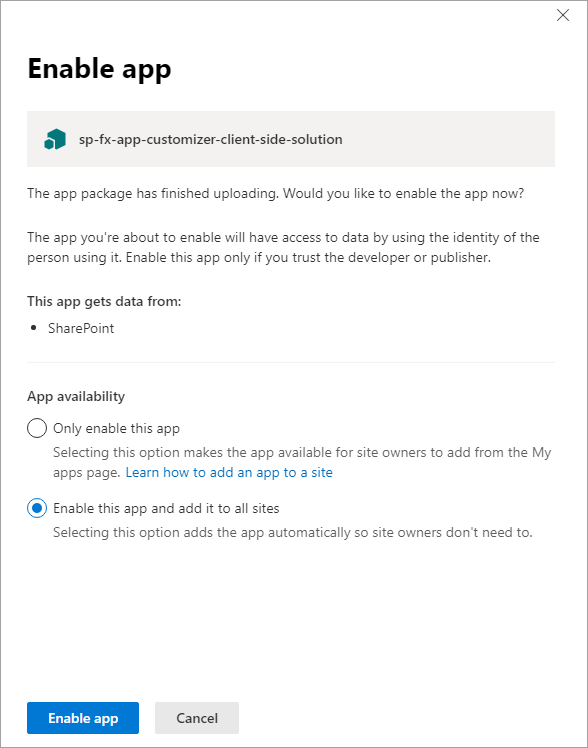 Enable app
sp-fx-app-customizer-client-side-solution
The app package has finished uploading. Would you like to enable the app now?
The app you're about to enable will have access to data by using the identity of the
person using it. Enable this app only if you trust the developer or publisher.
This app gets data from:
• SharePoint
App availability
Only enable this app
Selecting this option makes the app available for site owners to add from the My
apps page. Learn how to add an app to a site
Enable this app and add it to all sites
Selecting this option adds the app automatically so site owners don't need to.
Enable app
Cancel